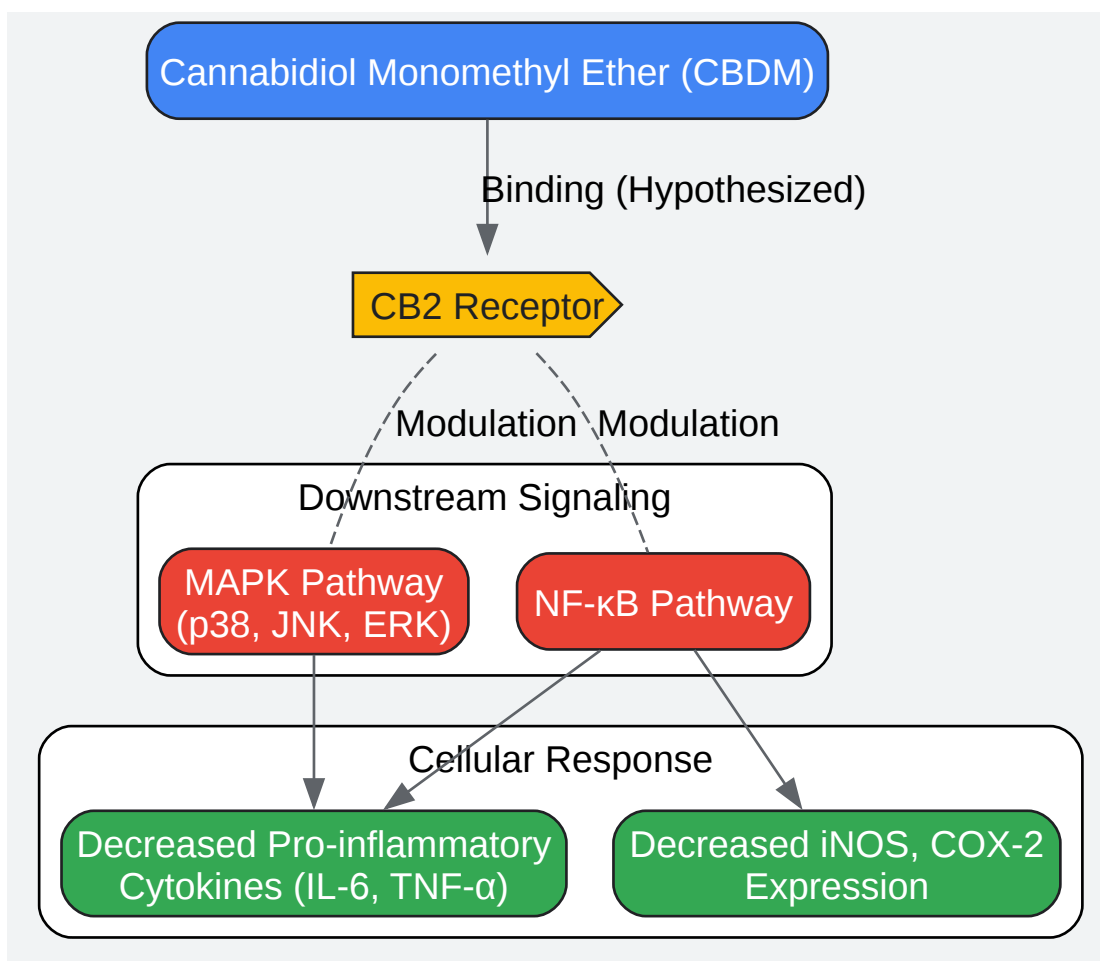 Cannabidiol Monomethyl Ether (CBDM)
Binding (Hypothesized)
CB2 Receptor
Modulation
Modulation
Downstream Signaling
MAPK Pathway
(p38, JNK, ERK)
NF-κB Pathway
Cellular Response
Decreased Pro-inflammatory
Cytokines (IL-6, TNF-α)
Decreased iNOS, COX-2
Expression